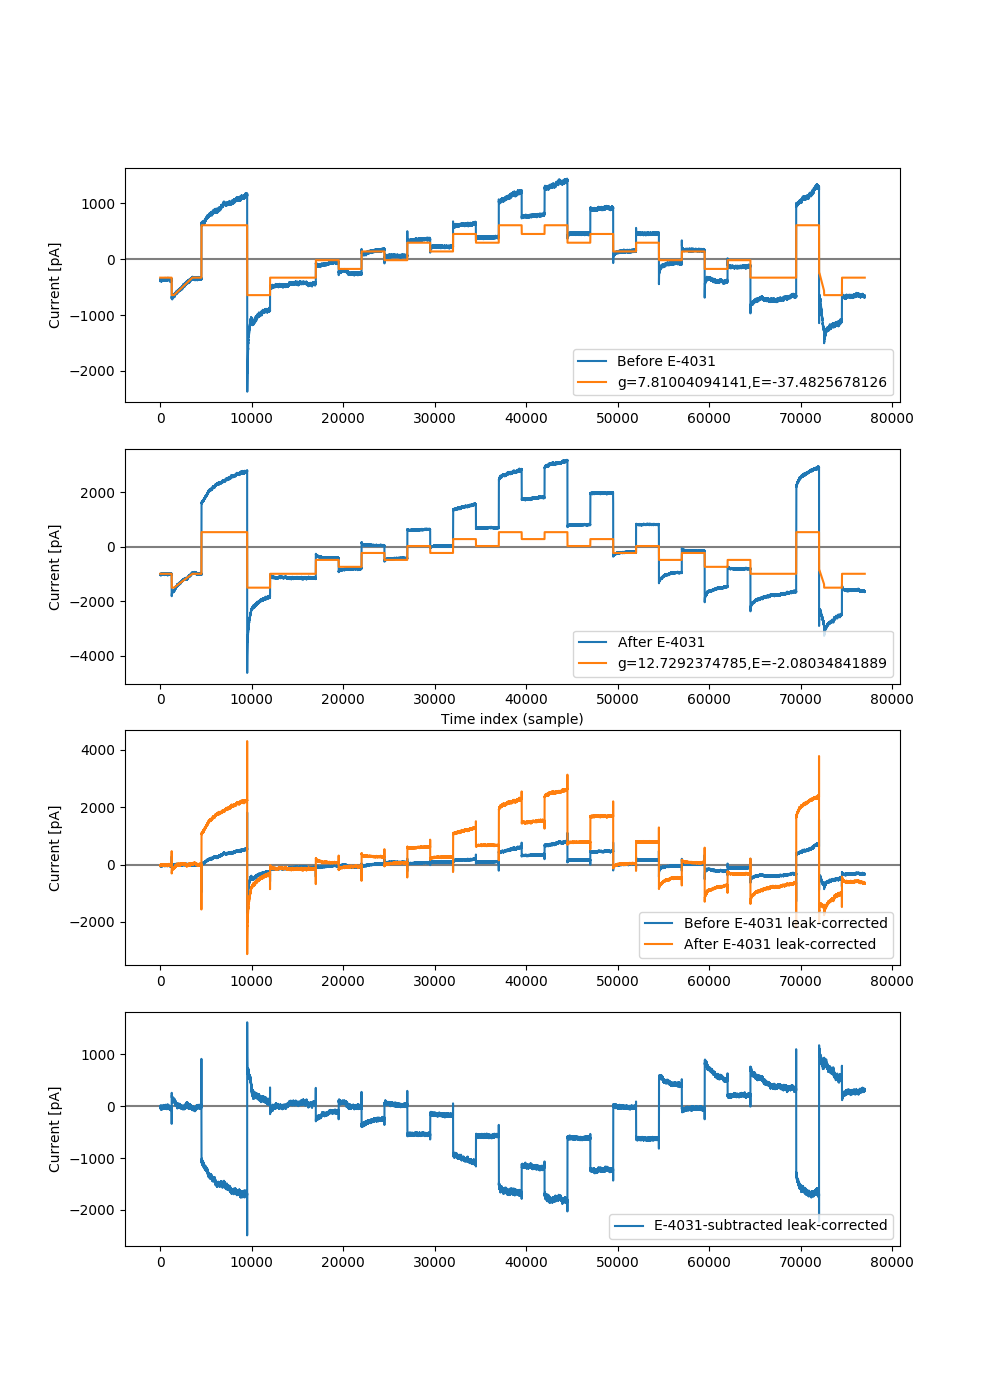 1000
0
−1000
−2000
Current [pA]
Before E-4031
g=7.81004094141,E=-37.4825678126
0 10000 20000 30000 40000 50000 60000 70000 80000
2000
0
−2000
−4000
Current [pA]
After E-4031
g=12.7292374785,E=-2.08034841889
0 10000 20000 30000 40000 50000 60000 70000 80000
Time index (sample)
4000
2000
0
−2000
Current [pA]
Before E-4031 leak-corrected
After E-4031 leak-corrected
0 10000 20000 30000 40000 50000 60000 70000 80000
1000
0
−1000
−2000
Current [pA]
E-4031-subtracted leak-corrected
0 10000 20000 30000 40000 50000 60000 70000 80000